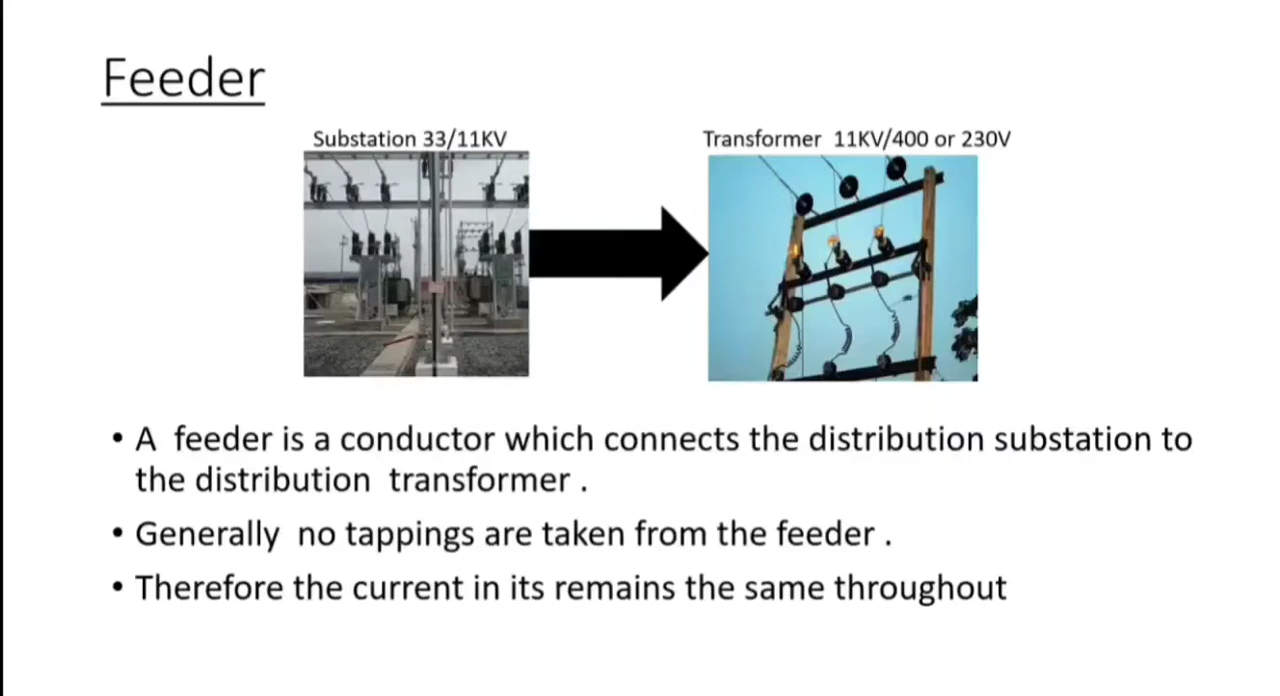 Feeder
Substation 33/11KV
Transformer 11KV/400 or 230V
• A feeder is a conductor which connects the distribution substation to
the distribution transformer .
• Generally no tappings are taken from the feeder .
• Therefore the current in its remains the same throughout